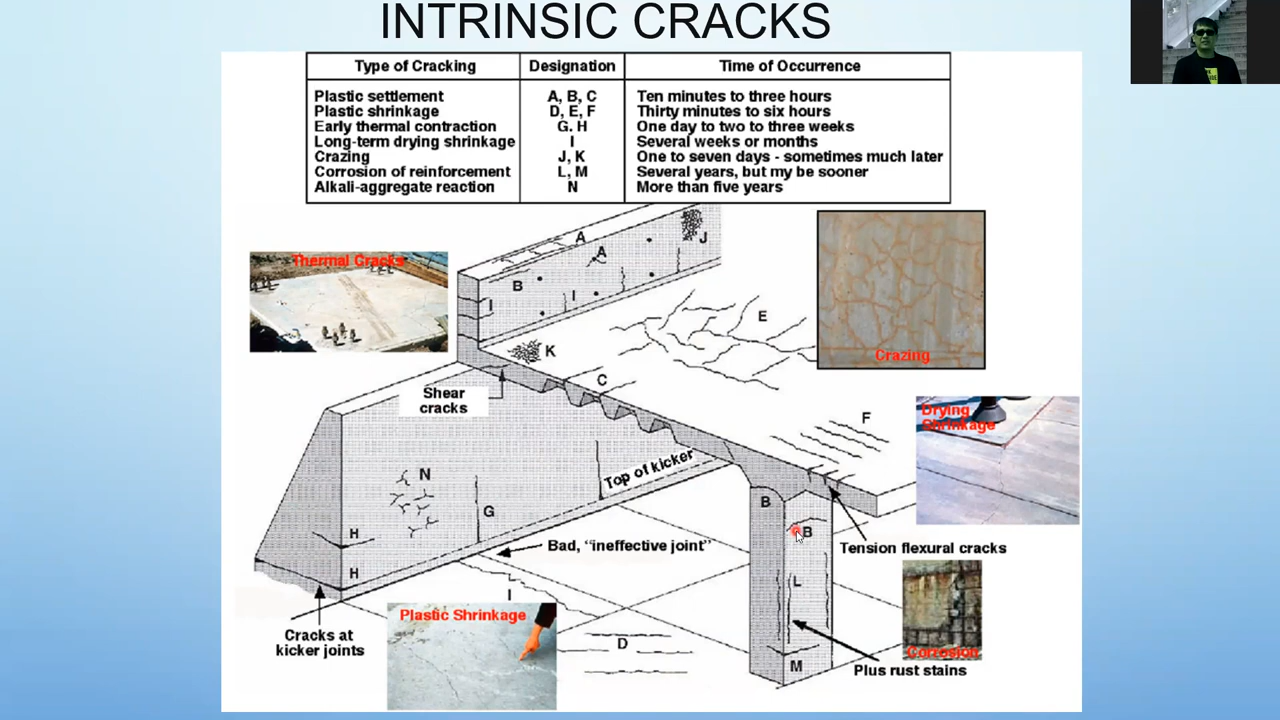 INTRINSIC CRACKS
Type of Cracking Designation Time of Occurrence
Plastic settlement A, B, C Ten minutes to three hours
Plastic shrinkage D, E, F Thirty minutes to six hours
Early thermal contraction G. H One day to two to three weeks
Long-term drying shrinkage I Several weeks or months
Crazing J, K One to seven days - sometimes much later
Corrosion of reinforcement L, M Several years, but my be sooner
Alkali-aggregate reaction N More than five years
Thermal Cracks
A
A
J
B
I
I
E
K
C
Crazing
Shear
cracks
F
Drying
Shrinkage
Top of kicker
N
G
H
H
B
B
Bad, "ineffective joint"
Tension flexural cracks
I
L
Plastic Shrinkage
Cracks at
kicker joints
D
M
Corrosion
Plus rust stains